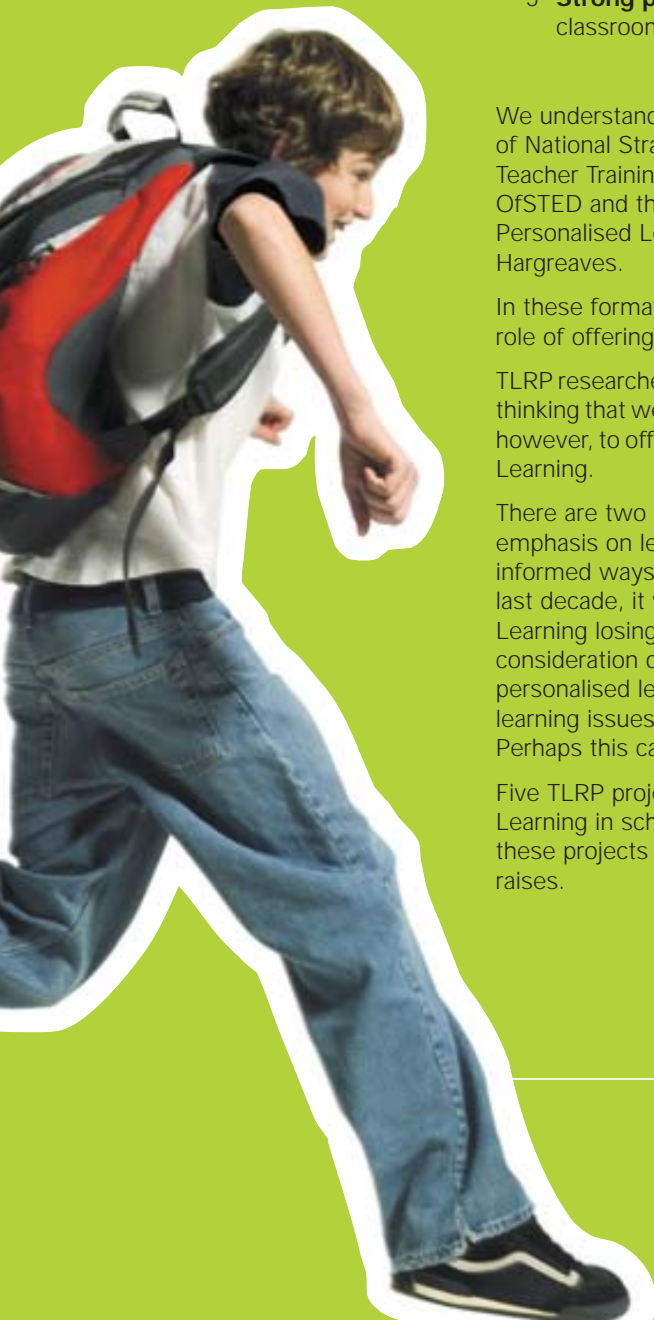 5 Strong p
classroom
We understand
of National Stra
Teacher Trainin
OfSTED and th
Personalised Le
Hargreaves.
In these forma
role of offering
TLRP researche
thinking that we
however, to off
Learning.
There are two
emphasis on le
informed ways
last decade, it
Learning losing
consideration o
personalised le
learning issues
Perhaps this ca
Five TLRP proje
Learning in sch
these projects
raises.